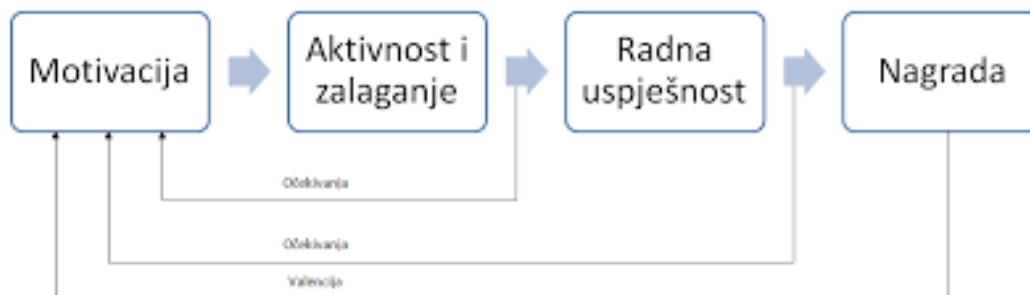 Motivacija
Aktivnost i
zalaganje
Radna
uspješnost
Nagrada
Očekivanja
Očekivanja
Valencija